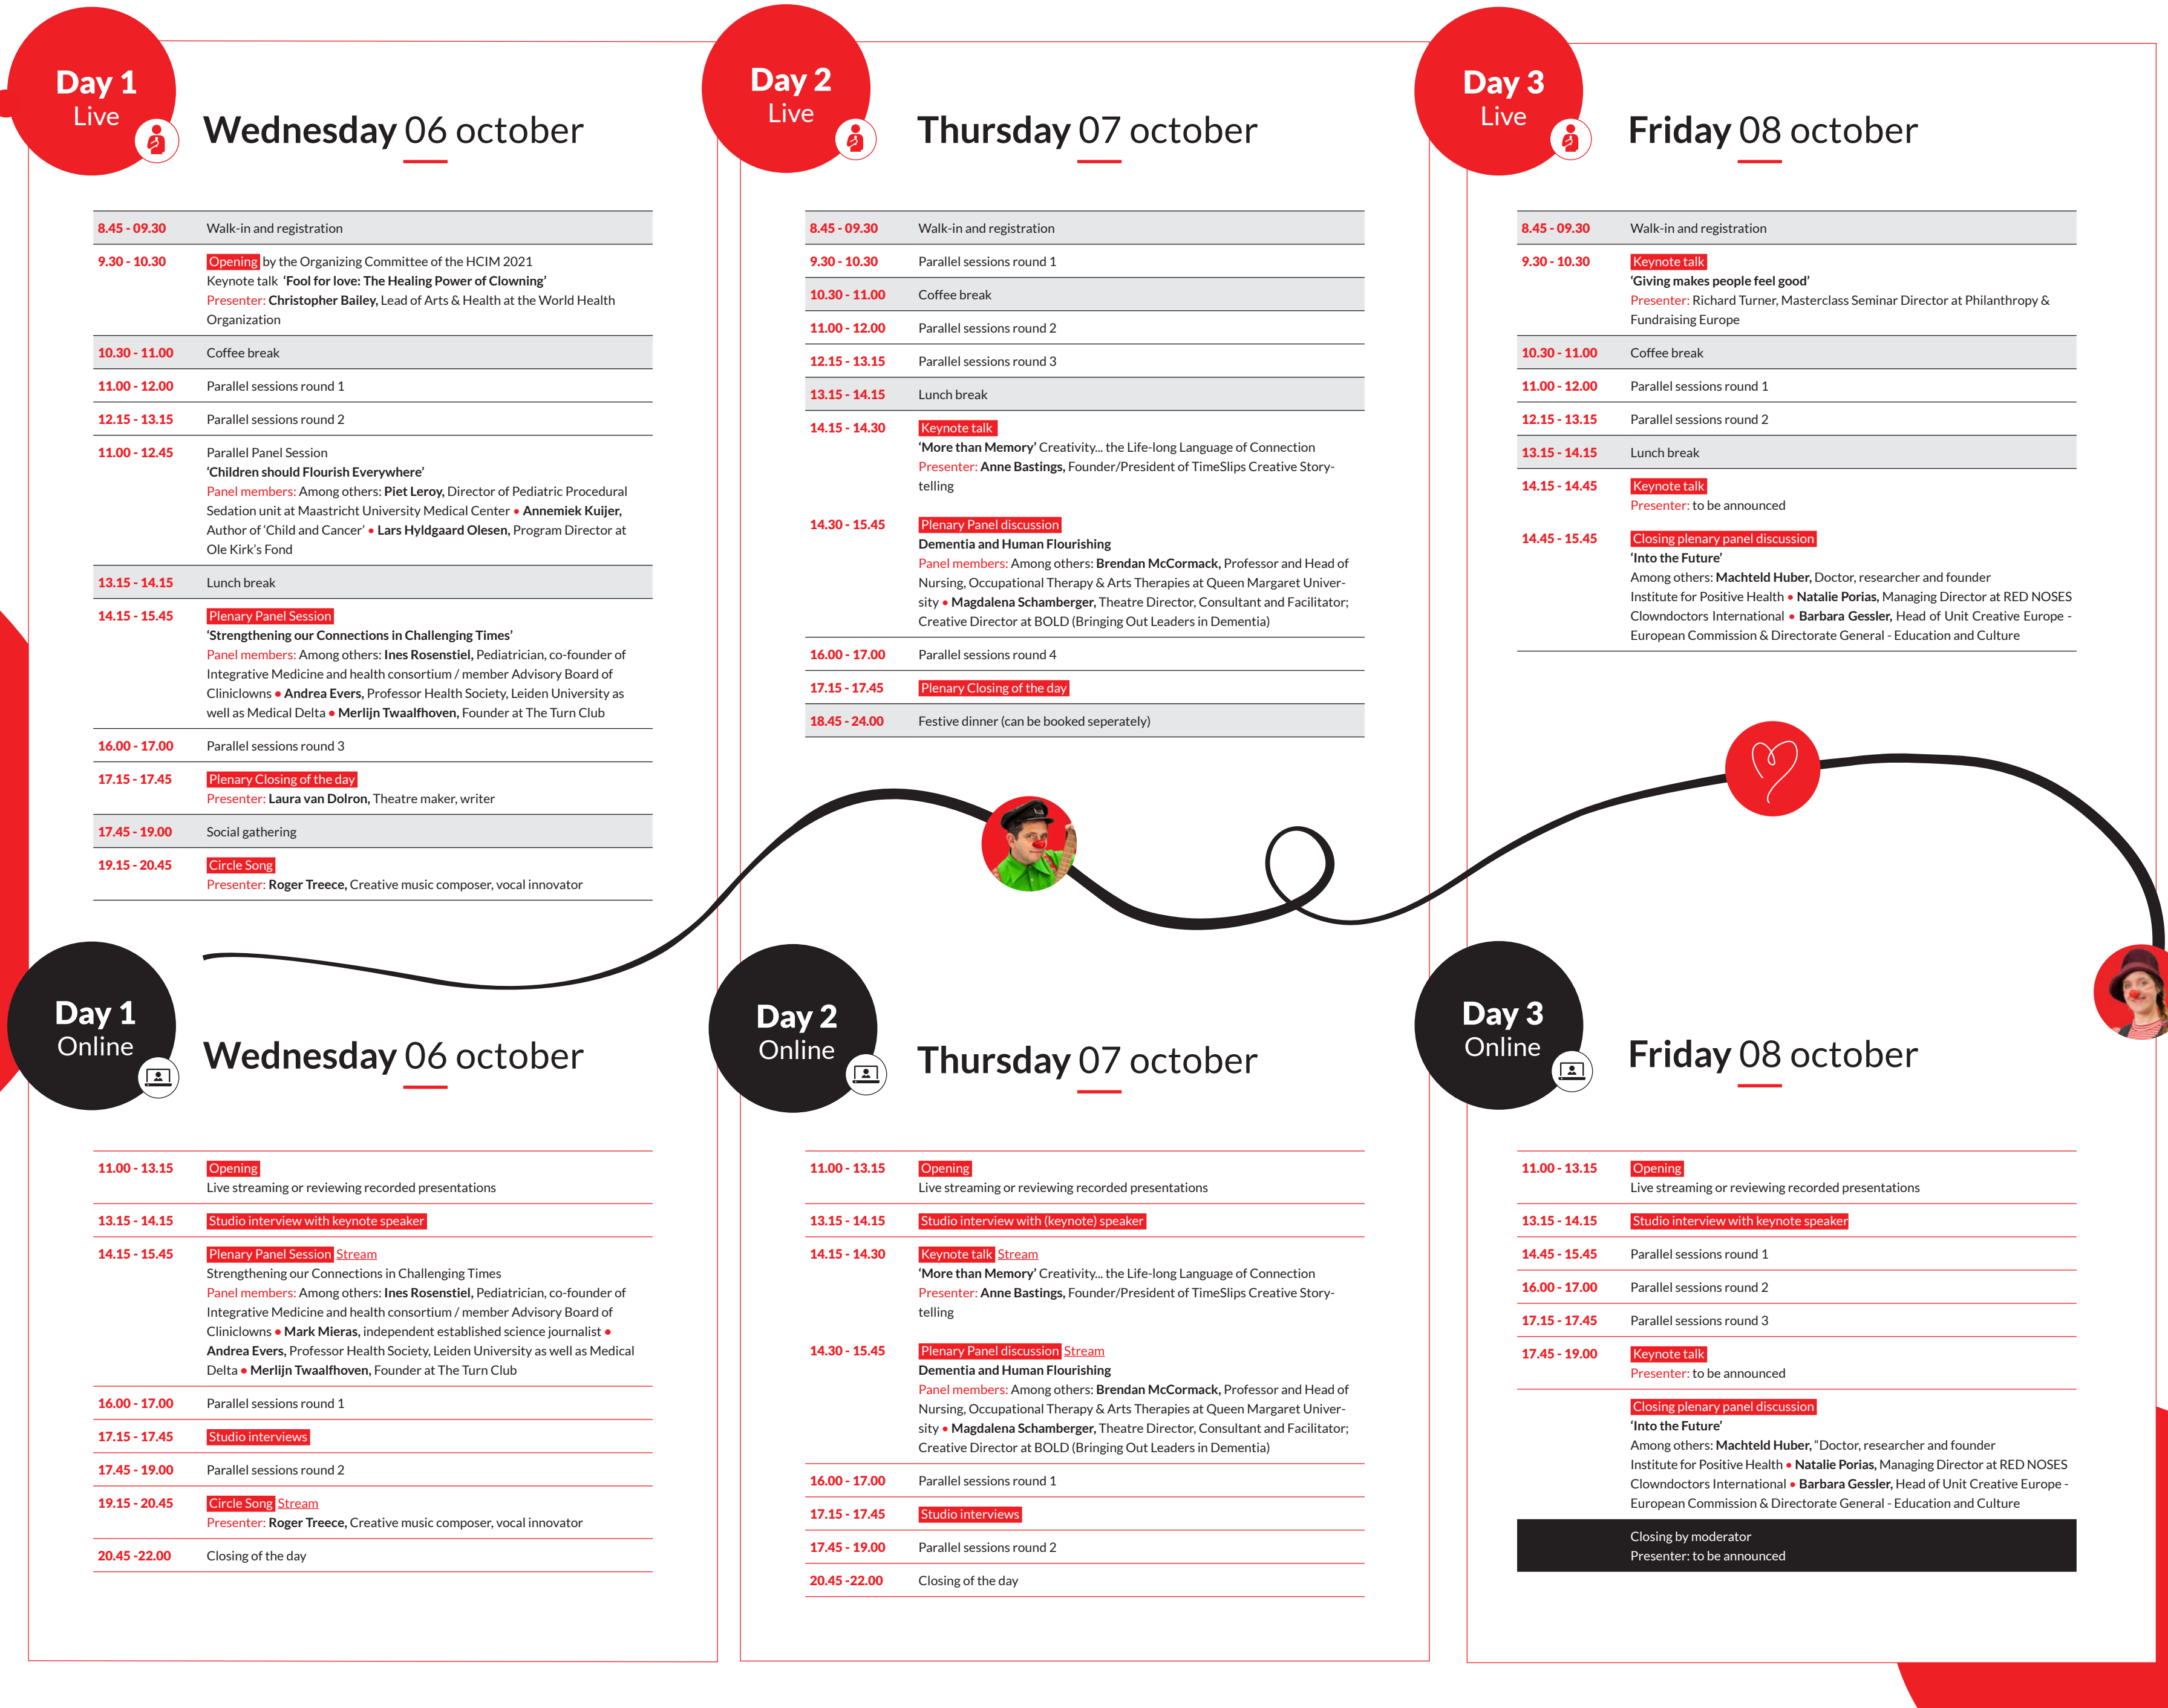 Day 1
Live
Wednesday 06 october
8.45 - 09.30 Walk-in and registration
9.30 - 10.30 Opening by the Organizing Committee of the HCIM 2021
Keynote talk ‘Fool for love: The Healing Power of Clowning’
Presenter: Christopher Bailey, Lead of Arts & Health at the World Health
Organization
10.30 - 11.00 Coffee break
11.00 - 12.00 Parallel sessions round 1
12.15 - 13.15 Parallel sessions round 2
11.00 - 12.45 Parallel Panel Session
‘Children should Flourish Everywhere’
Panel members: Among others: Piet Leroy, Director of Pediatric Procedural
Sedation unit at Maastricht University Medical Center • Annemiek Kuijer,
Author of ‘Child and Cancer’ • Lars Hyldgaard Olesen, Program Director at
Ole Kirk’s Fond
13.15 - 14.15 Lunch break
14.15 - 15.45 Plenary Panel Session
‘Strengthening our Connections in Challenging Times’
Panel members: Among others: Ines Rosenstiel, Pediatrician, co-founder of
Integrative Medicine and health consortium / member Advisory Board of
Cliniclowns • Andrea Evers, Professor Health Society, Leiden University as
well as Medical Delta • Merlijn Twaalfhoven, Founder at The Turn Club
16.00 - 17.00 Parallel sessions round 3
17.15 - 17.45 Plenary Closing of the day
Presenter: Laura van Dolron, Theatre maker, writer
17.45 - 19.00 Social gathering
19.15 - 20.45 Circle Song
Presenter: Roger Treece, Creative music composer, vocal innovator
Day 2
Live
Thursday 07 october
8.45 - 09.30 Walk-in and registration
9.30 - 10.30 Parallel sessions round 1
10.30 - 11.00 Coffee break
11.00 - 12.00 Parallel sessions round 2
12.15 - 13.15 Parallel sessions round 3
13.15 - 14.15 Lunch break
14.15 - 14.30 Keynote talk
‘More than Memory’ Creativity... the Life-long Language of Connection
Presenter: Anne Bastings, Founder/President of TimeSlips Creative Story-
telling
14.30 - 15.45 Plenary Panel discussion
Dementia and Human Flourishing
Panel members: Among others: Brendan McCormack, Professor and Head of
Nursing, Occupational Therapy & Arts Therapies at Queen Margaret Univer-
sity • Magdalena Schamberger, Theatre Director, Consultant and Facilitator;
Creative Director at BOLD (Bringing Out Leaders in Dementia)
16.00 - 17.00 Parallel sessions round 4
17.15 - 17.45 Plenary Closing of the day
18.45 - 24.00 Festive dinner (can be booked seperately)
Day 3
Live
Friday 08 october
8.45 - 09.30 Walk-in and registration
9.30 - 10.30 Keynote talk
‘Giving makes people feel good’
Presenter: Richard Turner, Masterclass Seminar Director at Philanthropy &
Fundraising Europe
10.30 - 11.00 Coffee break
11.00 - 12.00 Parallel sessions round 1
12.15 - 13.15 Parallel sessions round 2
13.15 - 14.15 Lunch break
14.15 - 14.45 Keynote talk
Presenter: to be announced
14.45 - 15.45 Closing plenary panel discussion
‘Into the Future’
Among others: Machteld Huber, Doctor, researcher and founder
Institute for Positive Health • Natalie Porias, Managing Director at RED NOSES
Clowndoctors International • Barbara Gessler, Head of Unit Creative Europe -
European Commission & Directorate General - Education and Culture
Day 1
Online
Wednesday 06 october
11.00 - 13.15 Opening
Live streaming or reviewing recorded presentations
13.15 - 14.15 Studio interview with keynote speaker
14.15 - 15.45 Plenary Panel Session Stream
Strengthening our Connections in Challenging Times
Panel members: Among others: Ines Rosenstiel, Pediatrician, co-founder of
Integrative Medicine and health consortium / member Advisory Board of
Cliniclowns • Mark Mieras, independent established science journalist •
Andrea Evers, Professor Health Society, Leiden University as well as Medical
Delta • Merlijn Twaalfhoven, Founder at The Turn Club
16.00 - 17.00 Parallel sessions round 1
17.15 - 17.45 Studio interviews
17.45 - 19.00 Parallel sessions round 2
19.15 - 20.45 Circle Song Stream
Presenter: Roger Treece, Creative music composer, vocal innovator
20.45 -22.00 Closing of the day
Day 2
Online
Thursday 07 october
11.00 - 13.15 Opening
Live streaming or reviewing recorded presentations
13.15 - 14.15 Studio interview with (keynote) speaker
14.15 - 14.30 Keynote talk Stream
‘More than Memory’ Creativity... the Life-long Language of Connection
Presenter: Anne Bastings, Founder/President of TimeSlips Creative Story-
telling
14.30 - 15.45 Plenary Panel discussion Stream
Dementia and Human Flourishing
Panel members: Among others: Brendan McCormack, Professor and Head of
Nursing, Occupational Therapy & Arts Therapies at Queen Margaret Univer-
sity • Magdalena Schamberger, Theatre Director, Consultant and Facilitator;
Creative Director at BOLD (Bringing Out Leaders in Dementia)
16.00 - 17.00 Parallel sessions round 1
17.15 - 17.45 Studio interviews
17.45 - 19.00 Parallel sessions round 2
20.45 -22.00 Closing of the day
Day 3
Online
Friday 08 october
11.00 - 13.15 Opening
Live streaming or reviewing recorded presentations
13.15 - 14.15 Studio interview with keynote speaker
14.45 - 15.45 Parallel sessions round 1
16.00 - 17.00 Parallel sessions round 2
17.15 - 17.45 Parallel sessions round 3
17.45 - 19.00 Keynote talk
Presenter: to be announced
Closing plenary panel discussion
‘Into the Future’
Among others: Machteld Huber, “Doctor, researcher and founder
Institute for Positive Health • Natalie Porias, Managing Director at RED NOSES
Clowndoctors International • Barbara Gessler, Head of Unit Creative Europe -
European Commission & Directorate General - Education and Culture
Closing by moderator
Presenter: to be announced